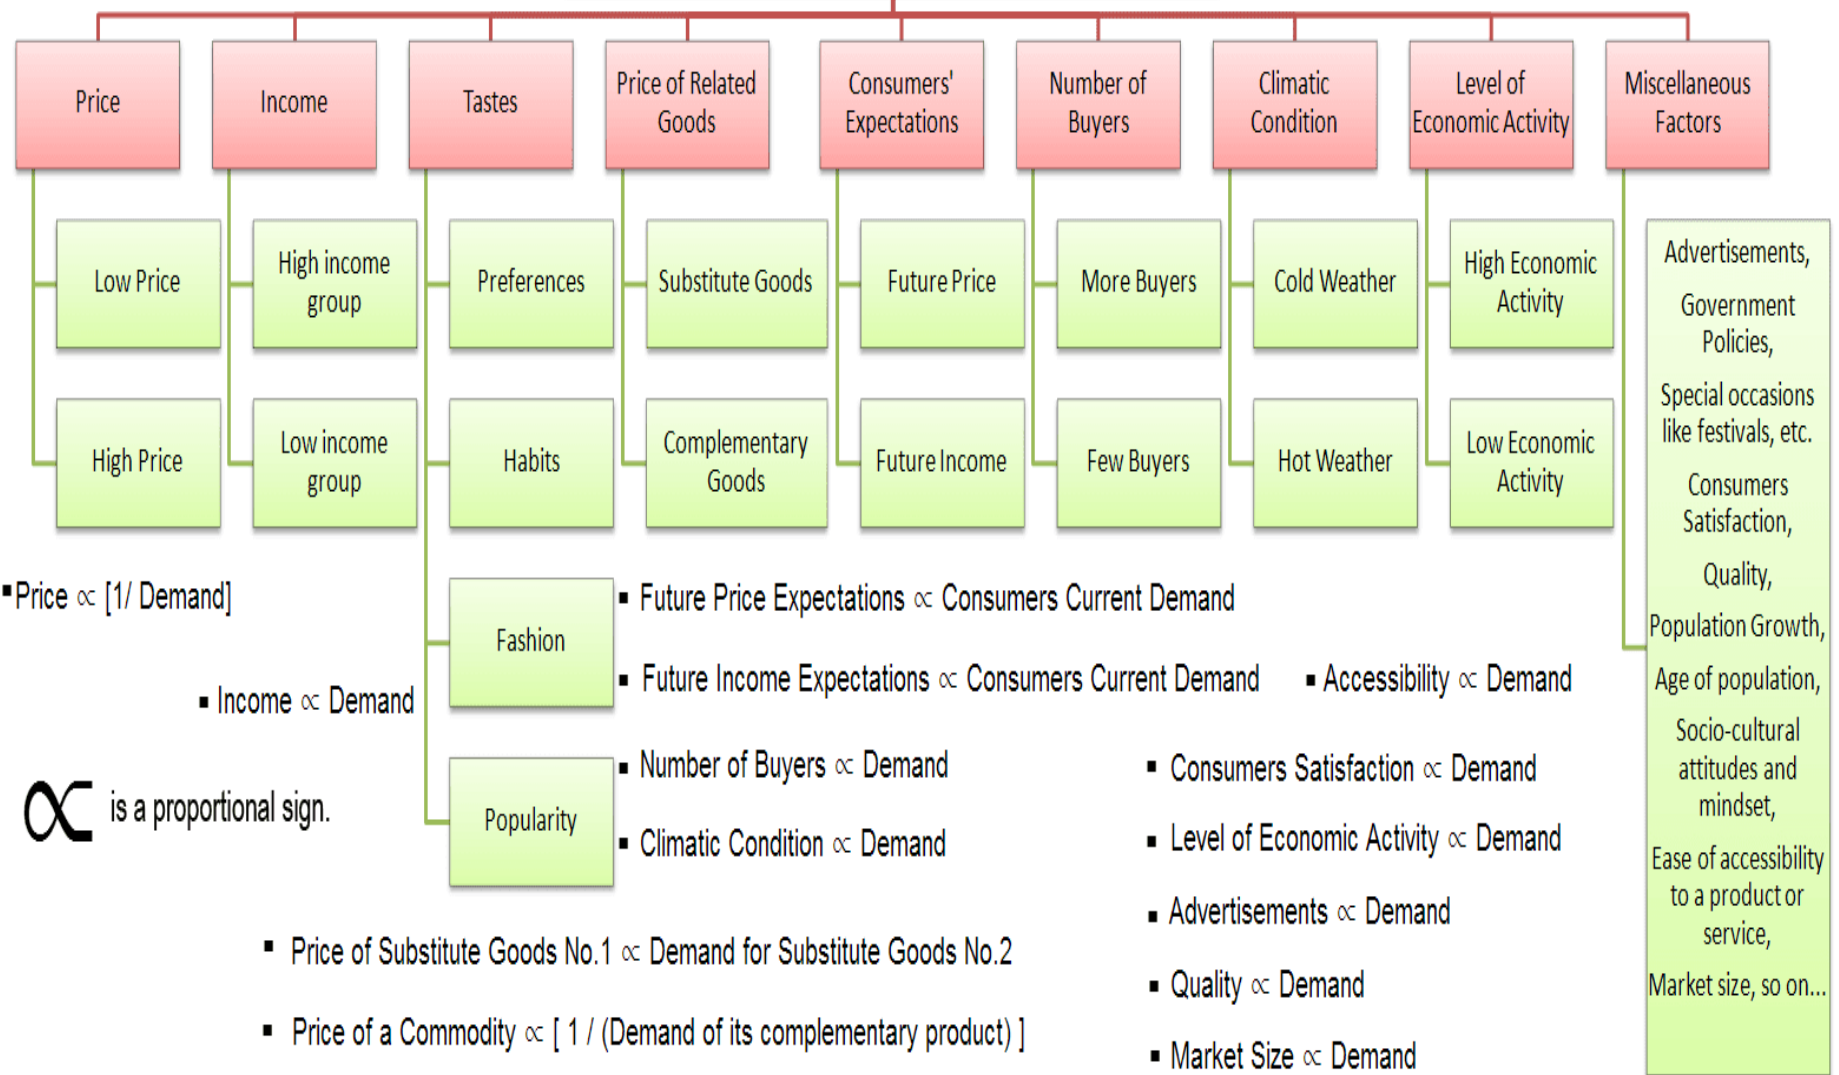 Price
Income
Tastes
Price of Related
Goods
Consumers'
Expectations
Number of
Buyers
Climatic
Condition
Level of
Economic Activity
Miscellaneous
Factors
Low Price
High income
group
Preferences
Substitute Goods
Future Price
More Buyers
Cold Weather
High Economic
Activity
High Price
Low income
group
Habits
Complementary
Goods
Future Income
Few Buyers
Hot Weather
Low Economic
Activity
Fashion
Popularity
Advertisements,
Government
Policies,
Special occasions
like festivals, etc.
Consumers
Satisfaction,
Quality,
Population Growth,
Age of population,
Socio-cultural
attitudes and
mindset,
Ease of accessibility
to a product or
service,
Market size, so on...
▪ Price ∝ [1/ Demand]
▪ Income ∝ Demand
∝ is a proportional sign.
▪ Future Price Expectations ∝ Consumers Current Demand
▪ Future Income Expectations ∝ Consumers Current Demand
▪ Accessibility ∝ Demand
▪ Number of Buyers ∝ Demand
▪ Climatic Condition ∝ Demand
▪ Consumers Satisfaction ∝ Demand
▪ Level of Economic Activity ∝ Demand
▪ Advertisements ∝ Demand
▪ Quality ∝ Demand
▪ Market Size ∝ Demand
▪ Price of Substitute Goods No.1 ∝ Demand for Substitute Goods No.2
▪ Price of a Commodity ∝ [ 1 / (Demand of its complementary product) ]